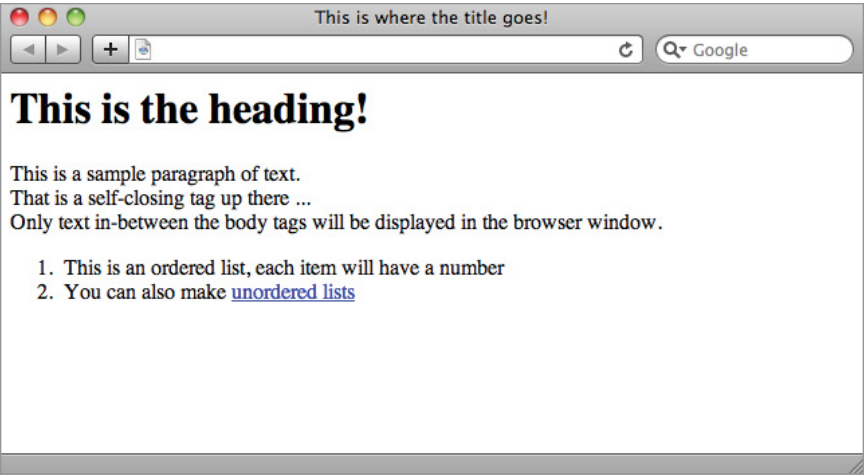 This is where the title goes!
Google
This is the heading!
This is a sample paragraph of text.
That is a self-closing tag up there ...
Only text in-between the body tags will be displayed in the browser window.
1. This is an ordered list, each item will have a number
2. You can also make unordered lists